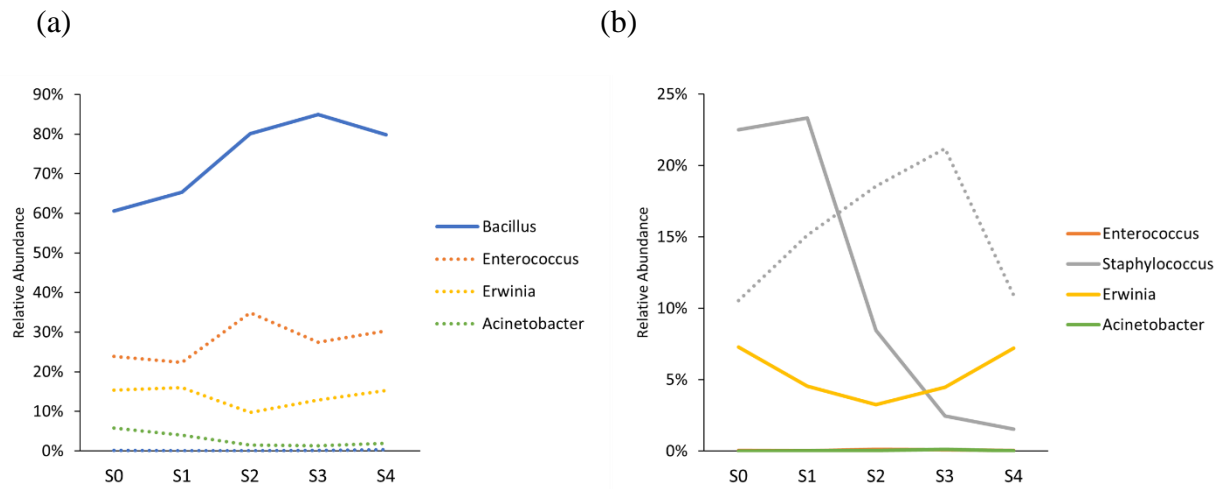 (a)
(b)
Relative Abundance
90%
80%
70%
60%
50%
40%
30%
20%
10%
0%
S0 S1 S2 S3 S4
Bacillus
Enterococcus
Erwinia
Acinetobacter
Relative Abundance
25%
20%
15%
10%
5%
0%
S0 S1 S2 S3 S4
Enterococcus
Staphylococcus
Erwinia
Acinetobacter